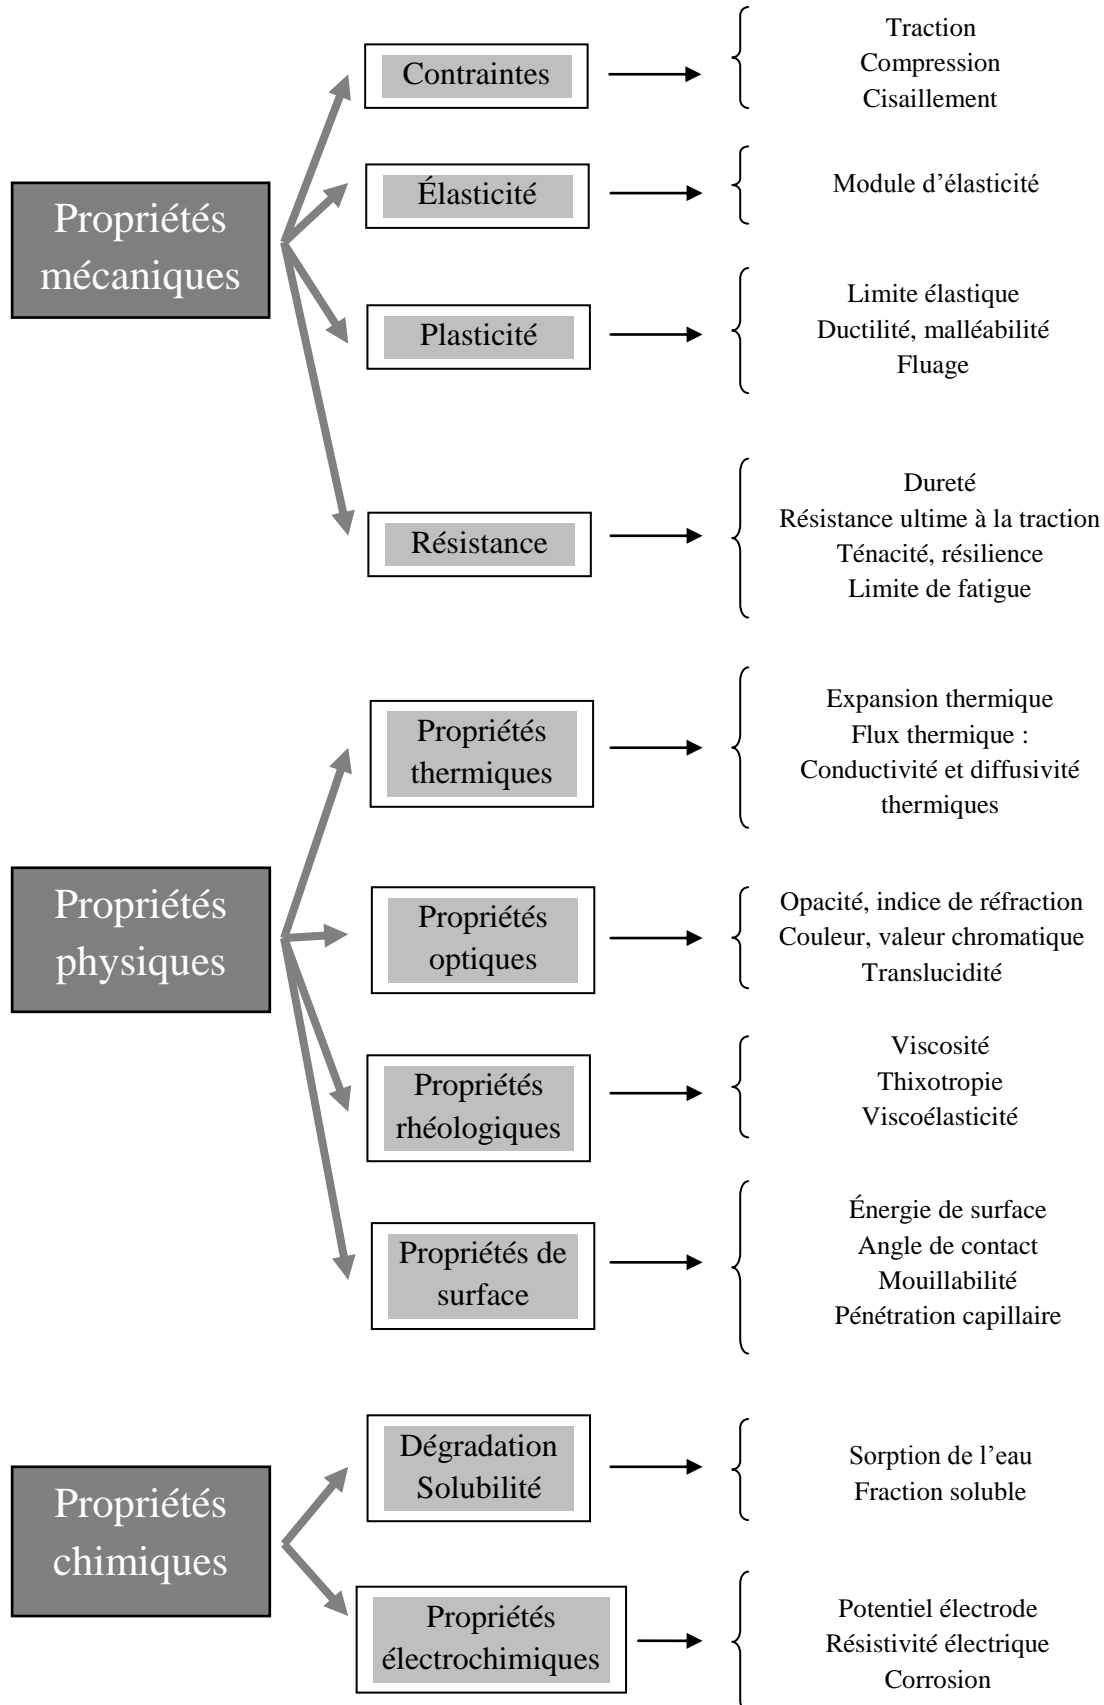 Propriétés
mécaniques
Contraintes
Traction
Compression
Cisaillement
Élasticité
Module d’élasticité
Plasticité
Limite élastique
Ductilité, malléabilité
Fluage
Résistance
Dureté
Résistance ultime à la traction
Ténacité, résilience
Limite de fatigue
Propriétés
physiques
Propriétés
thermiques
Expansion thermique
Flux thermique :
Conductivité et diffusivité
thermiques
Propriétés
optiques
Opacité, indice de réfraction
Couleur, valeur chromatique
Translucidité
Propriétés
rhéologiques
Viscosité
Thixotropie
Viscoélasticité
Propriétés de
surface
Énergie de surface
Angle de contact
Mouillabilité
Pénétration capillaire
Propriétés
chimiques
Dégradation
Solubilité
Sorption de l’eau
Fraction soluble
Propriétés
électrochimiques
Potentiel électrode
Résistivité électrique
Corrosion